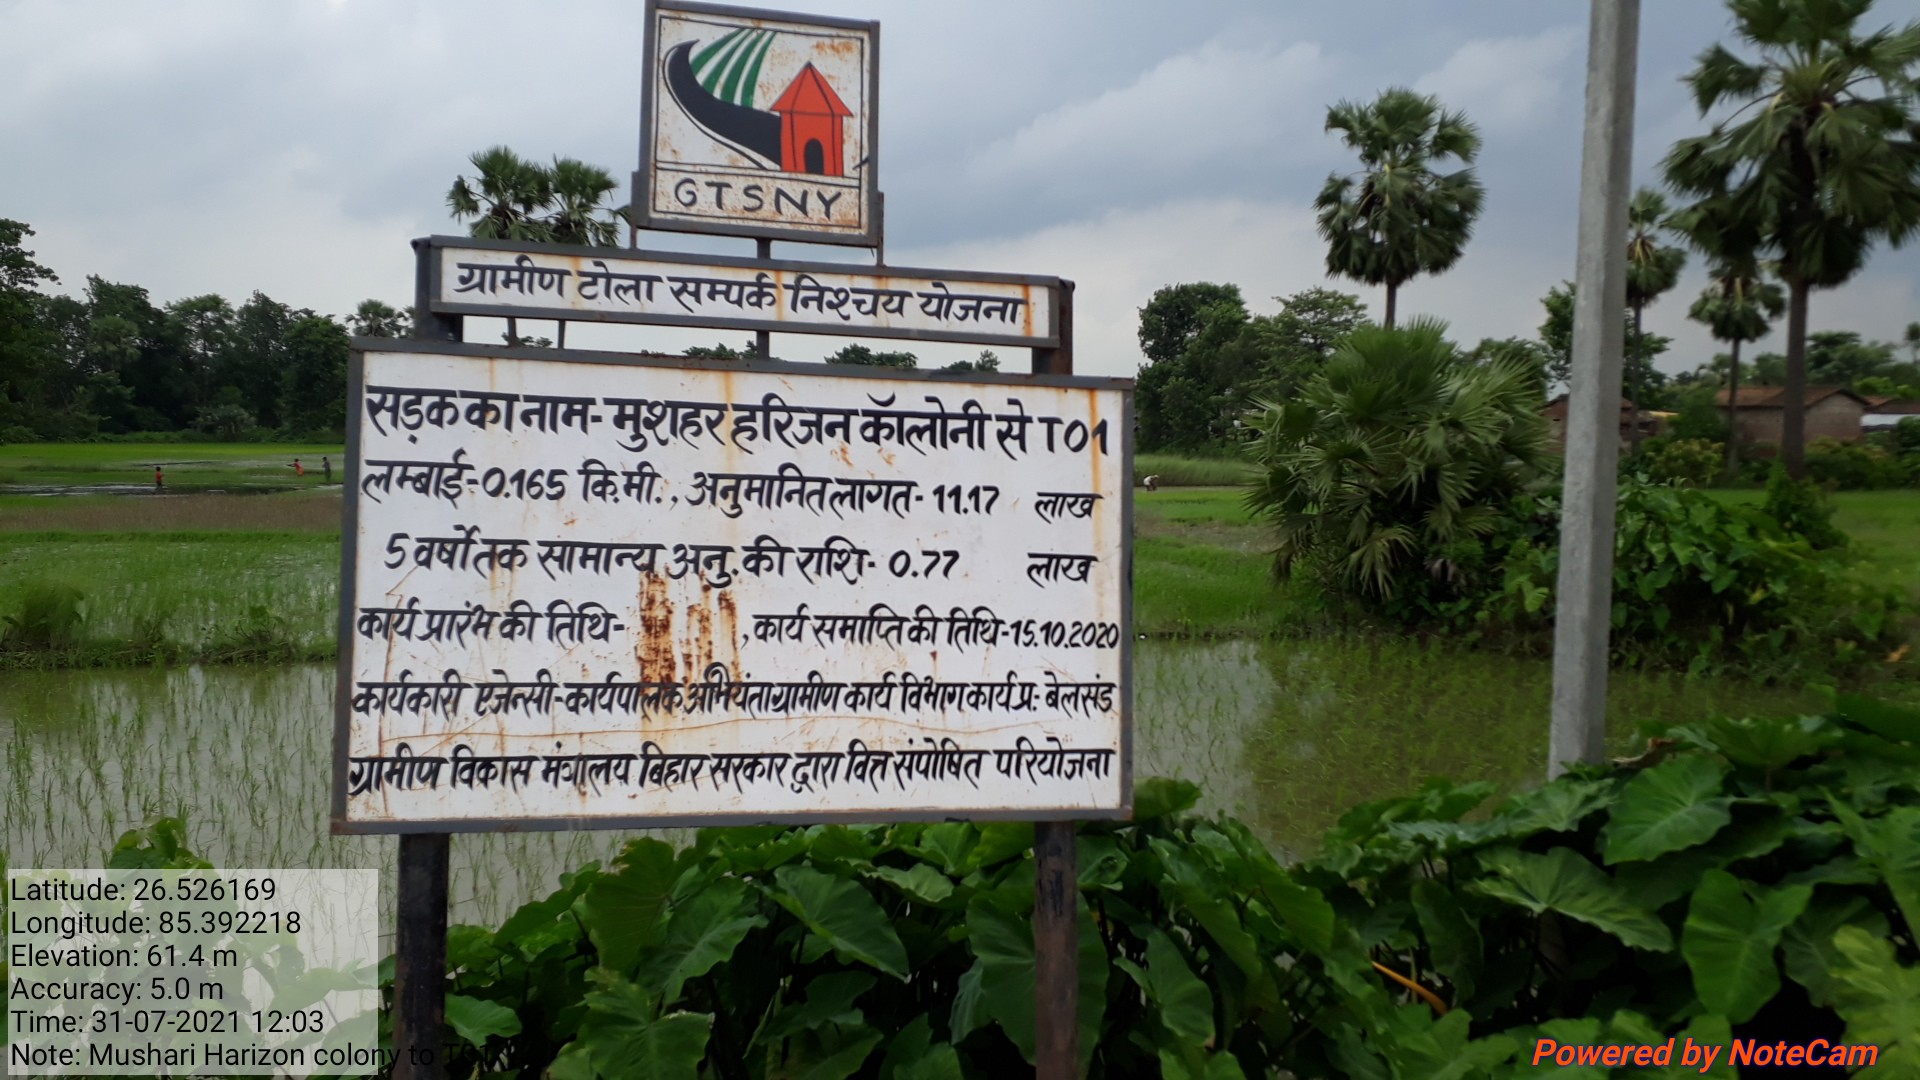 GTSNY
ग्रामीण टोला सम्पर्क निश्चय योजना
सड़क का नाम- मुशहर हरिजन कॉलोनी से T01
लम्बाई- 0.165 कि.मी., अनुमानित लागत- 11.17 लाख
5 वर्षो तक सामान्य अनु. की राशि- 0.77 लाख
कार्य प्रारंभ की तिथि- , कार्य समाप्ति की तिथि-15.10.2020
कार्यकारी एजेन्सी-कार्यपालक अभियंता ग्रामीण कार्य विभाग कार्य प्र:- बेलसंड
ग्रामीण विकास मंत्रालय बिहार सरकार द्वारा वित्त संपोषित परियोजना
Latitude: 26.526169
Longitude: 85.392218
Elevation: 61.4 m
Accuracy: 5.0 m
Time: 31-07-2021 12:03
Note: Mushari Harizon colony to T01
Powered by NoteCam